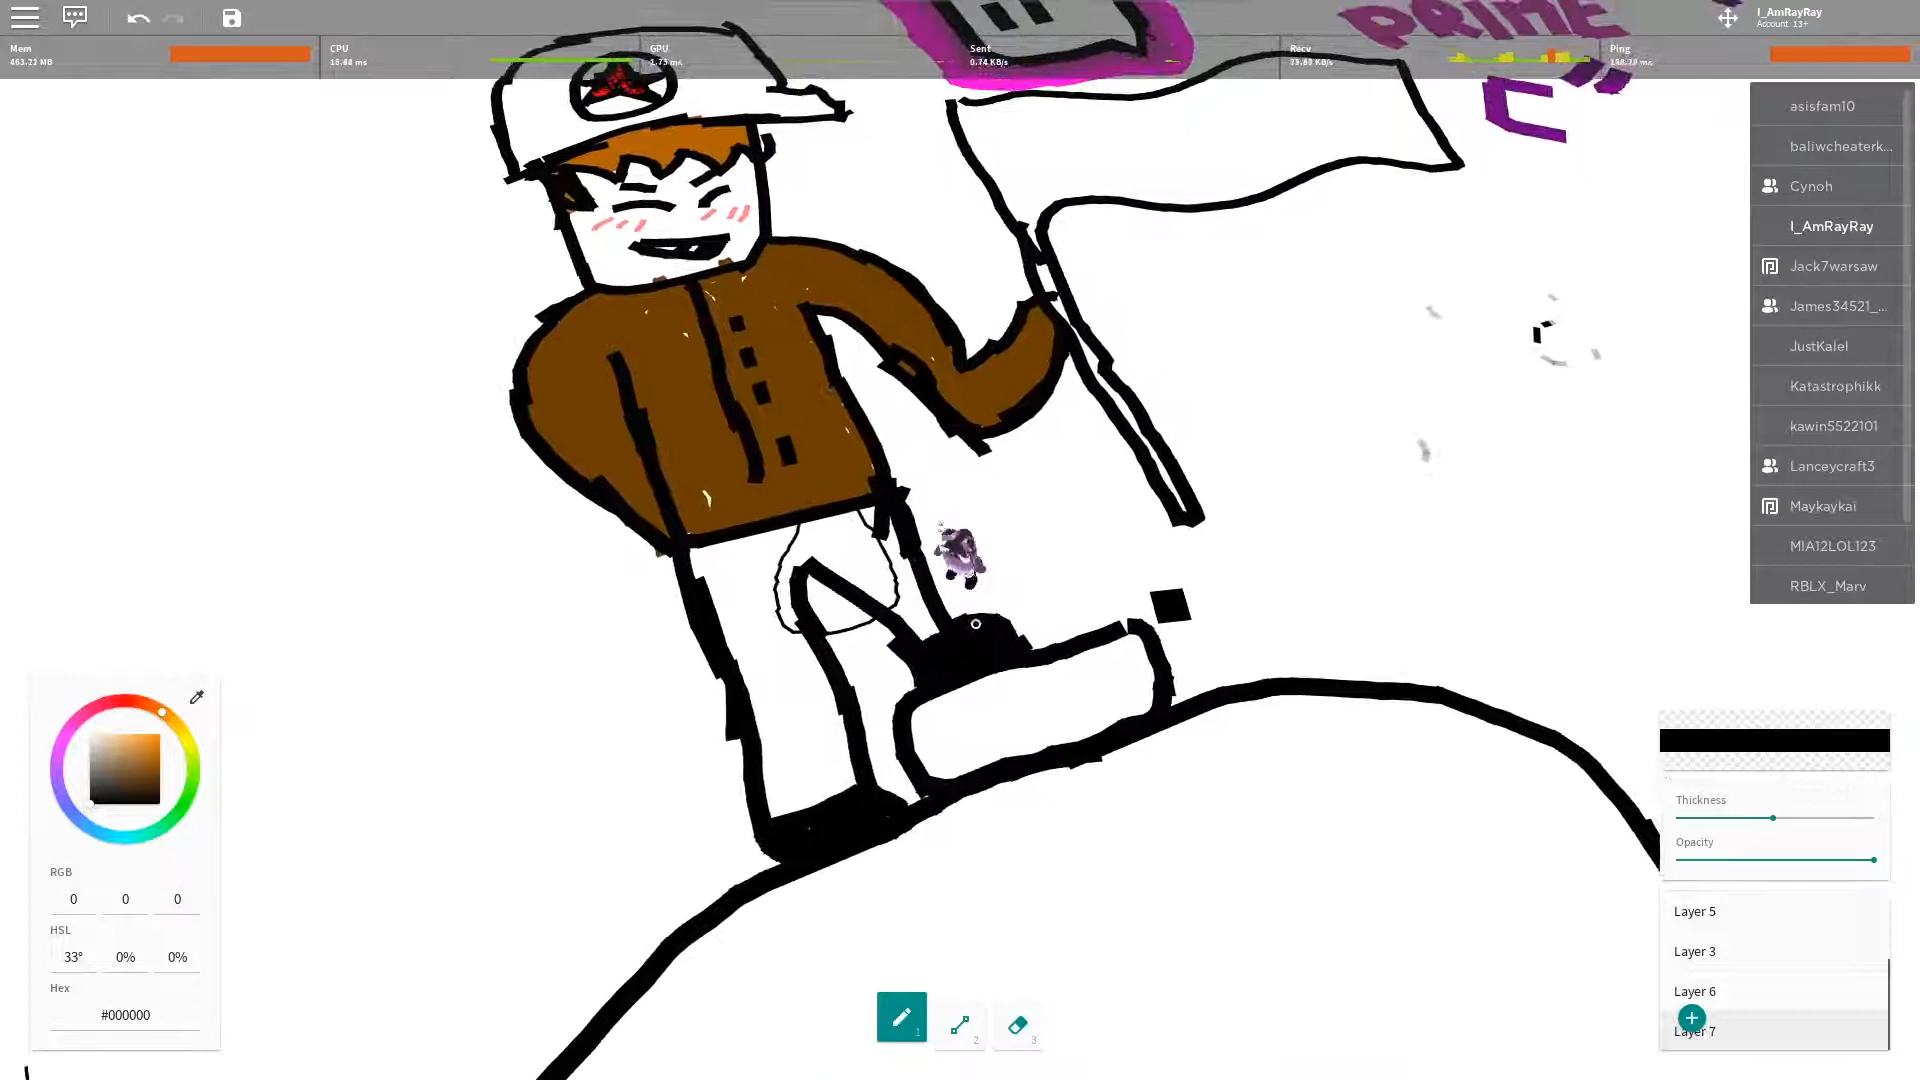 I_AmRayRay
Account: 13+
Mem
463.22 MB
CPU
GPU
Sent
0.74 KB/s
Recv
Ping
PRIME
asisfam10
baliwcheaterk...
Cynoh
I_AmRayRay
Jack7warsaw
James34521_...
JustKalel
Katastrophikk
kawin5522101
Lanceycraft3
Maykaykai
MIA12LOL123
RBLX_Marv
RGB
0 0 0
HSL
33° 0% 0%
Hex
#000000
1
2
3
Thickness
Opacity
Layer 5
Layer 3
Layer 6
Layer 7